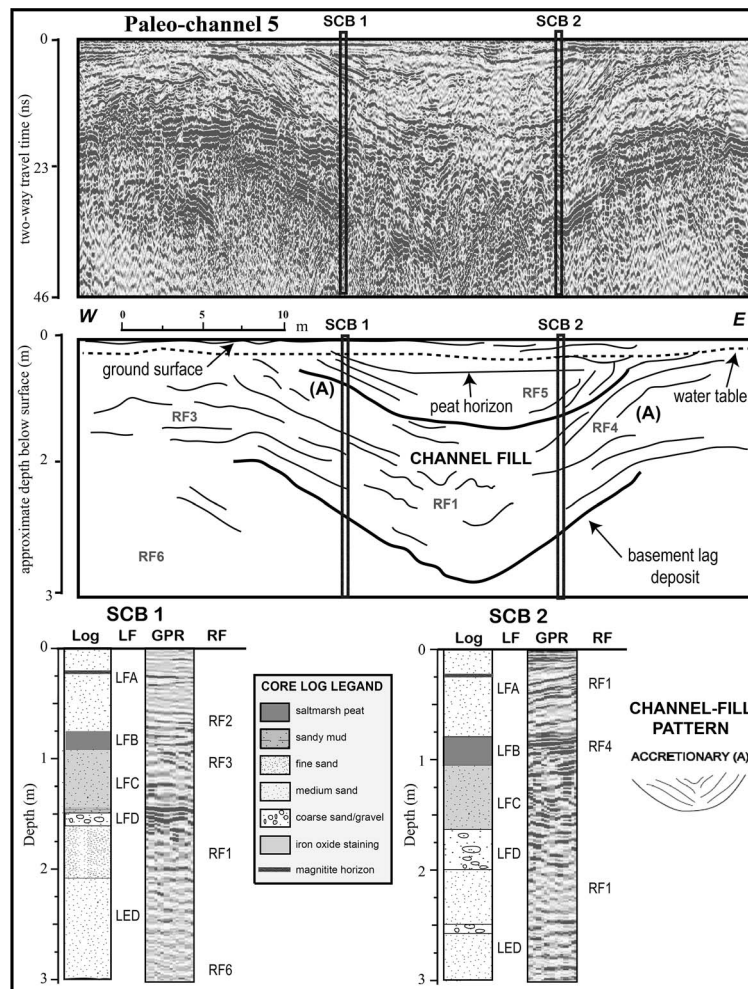 Paleo-channel 5
SCB 1
SCB 2
two-way travel time (ns)
0
23
46
W
0 5 10 m
SCB 1
SCB 2
E
approximate depth below surface (m)
0
2
3
ground surface
(A)
peat horizon
RF5
(A)
water table
RF3
RF4
CHANNEL FILL
RF1
RF6
basement lag
deposit
SCB 1
Log LF GPR RF
Depth (m)
0
1
2
3
LFA
LFB
LFC
LFD
LED
RF2
RF3
RF1
RF6
CORE LOG LEGAND
saltmarsh peat
sandy mud
fine sand
medium sand
coarse sand/gravel
iron oxide staining
magnitite horizon
SCB 2
Log LF GPR RF
Depth (m)
0
1
2
3
LFA
LFB
LFC
LFD
LED
RF1
RF4
RF1
CHANNEL-FILL
PATTERN
ACCRETIONARY (A)